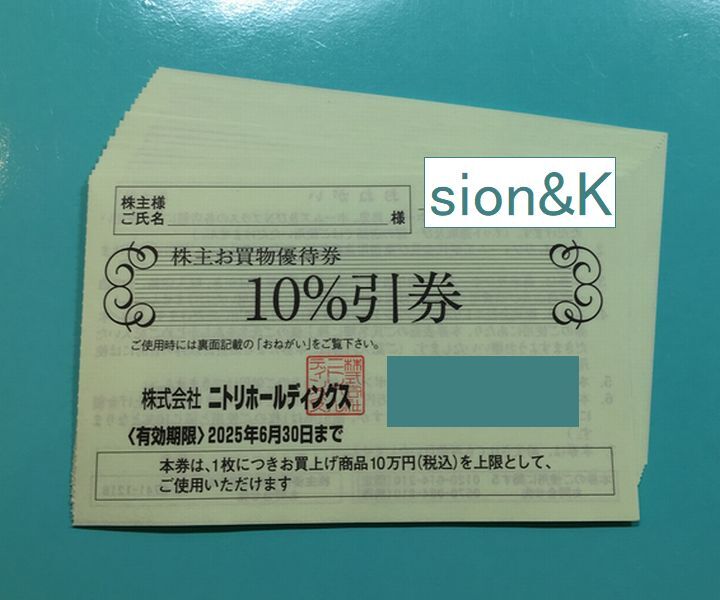 sion&K
株主様
ご氏名 様
株主お買物優待券
10%引券
ご使用時には裏面記載の「おねがい」をご覧下さい。
株式会社 ニトリホールディングス
〈有効期限〉2025年6月30日まで
本券は、1枚につきお買上げ商品10万円(税込)を上限として、
ご使用いただけます